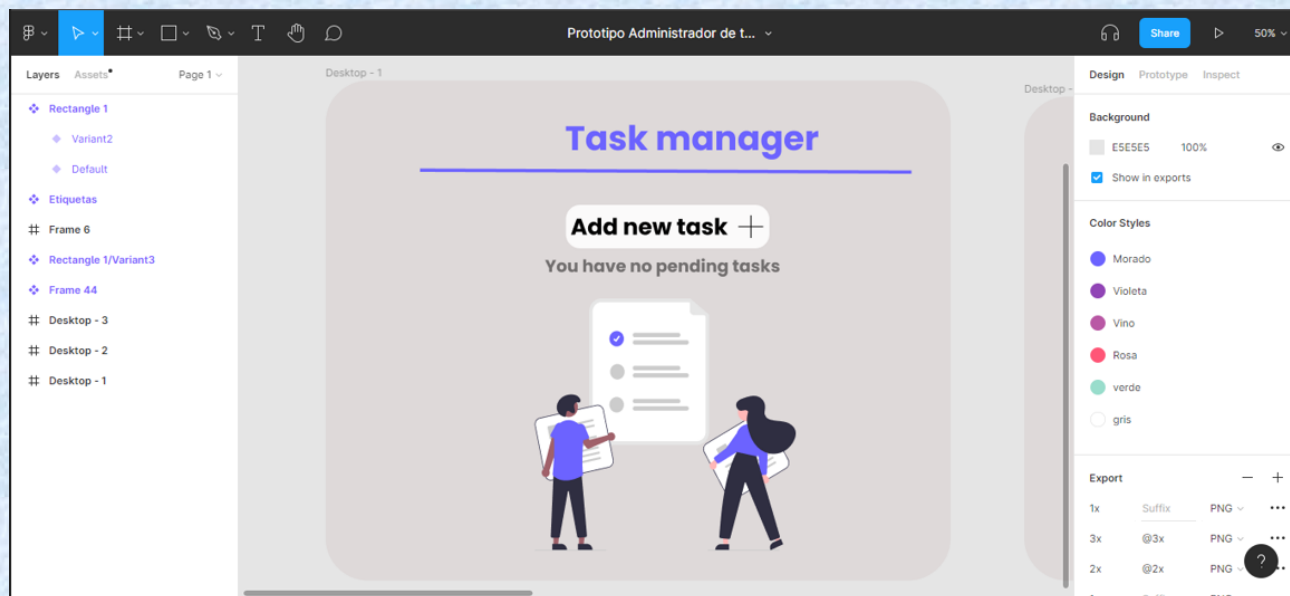 Prototipo Administrador de t...
Share
50%
Layers Assets Page 1
Rectangle 1
Variant2
Default
Etiquetas
Frame 6
Rectangle 1/Variant3
Frame 44
Desktop - 3
Desktop - 2
Desktop - 1
Desktop - 1
Task manager
Add new task
You have no pending tasks
Desktop -
Design Prototype Inspect
Background
E5E5E5 100%
Show in exports
Color Styles
Morado
Violeta
Vino
Rosa
verde
gris
Export
1x Suffix PNG
3x @3x PNG
2x @2x PNG
?